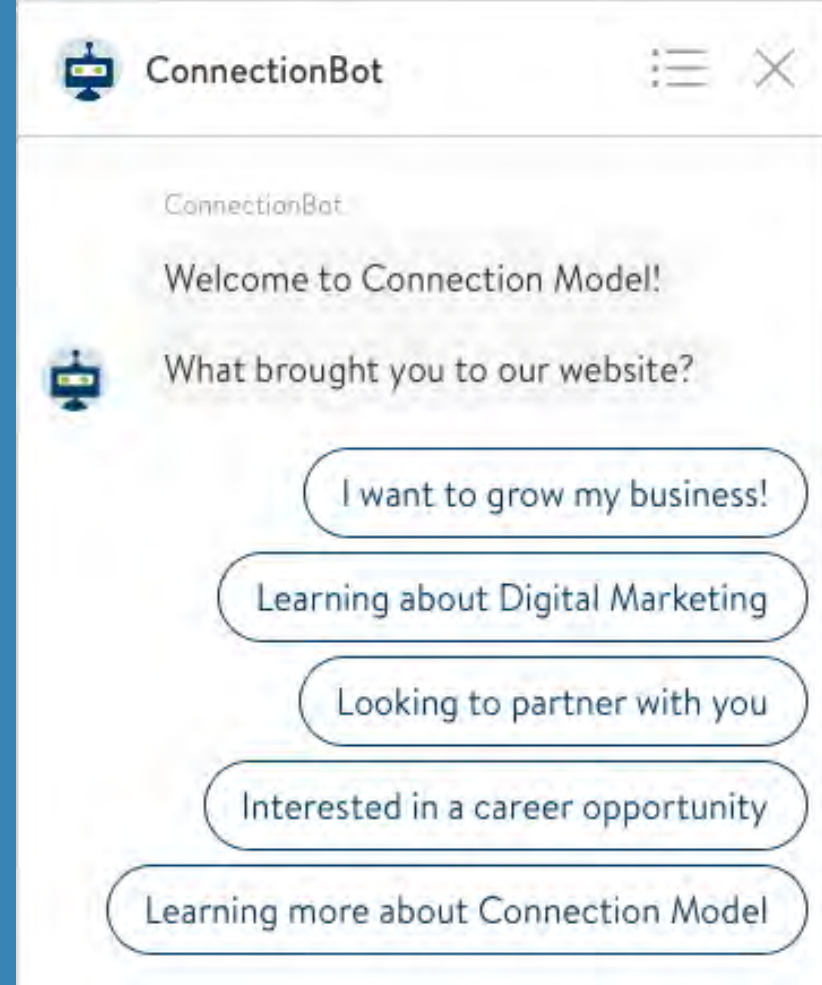 ConnectionBot
ConnectionBot
Welcome to Connection Model!
What brought you to our website?
I want to grow my business!
Learning about Digital Marketing
Looking to partner with you
Interested in a career opportunity
Learning more about Connection Model